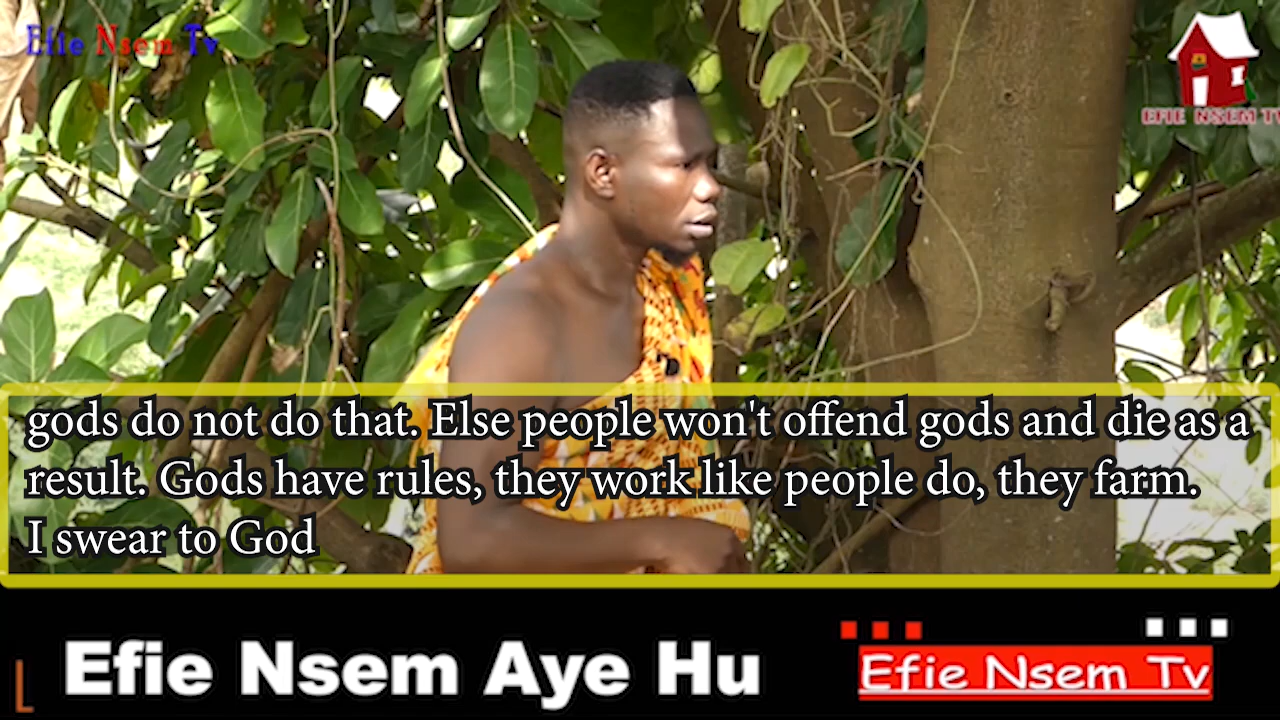 Efie Nsem Tv
EFIE NSEM TV
gods do not do that. Else people won't offend gods and die as a
result. Gods have rules, they work like people do, they farm.
I swear to God
L
Efie Nsem Aye Hu
Efie Nsem Tv